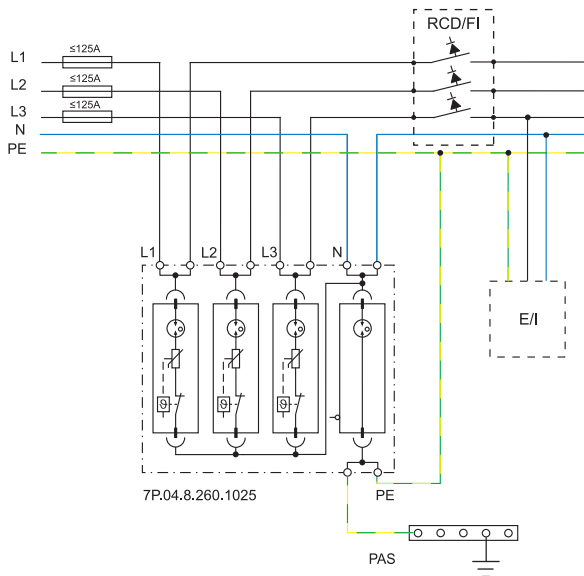 RCD/FI
L1
≤125A
L2
≤125A
L3
≤125A
N
PE
L1
L2
L3
N
E/I
ϑ
ϑ
ϑ
7P.04.8.260.1025
PE
PAS